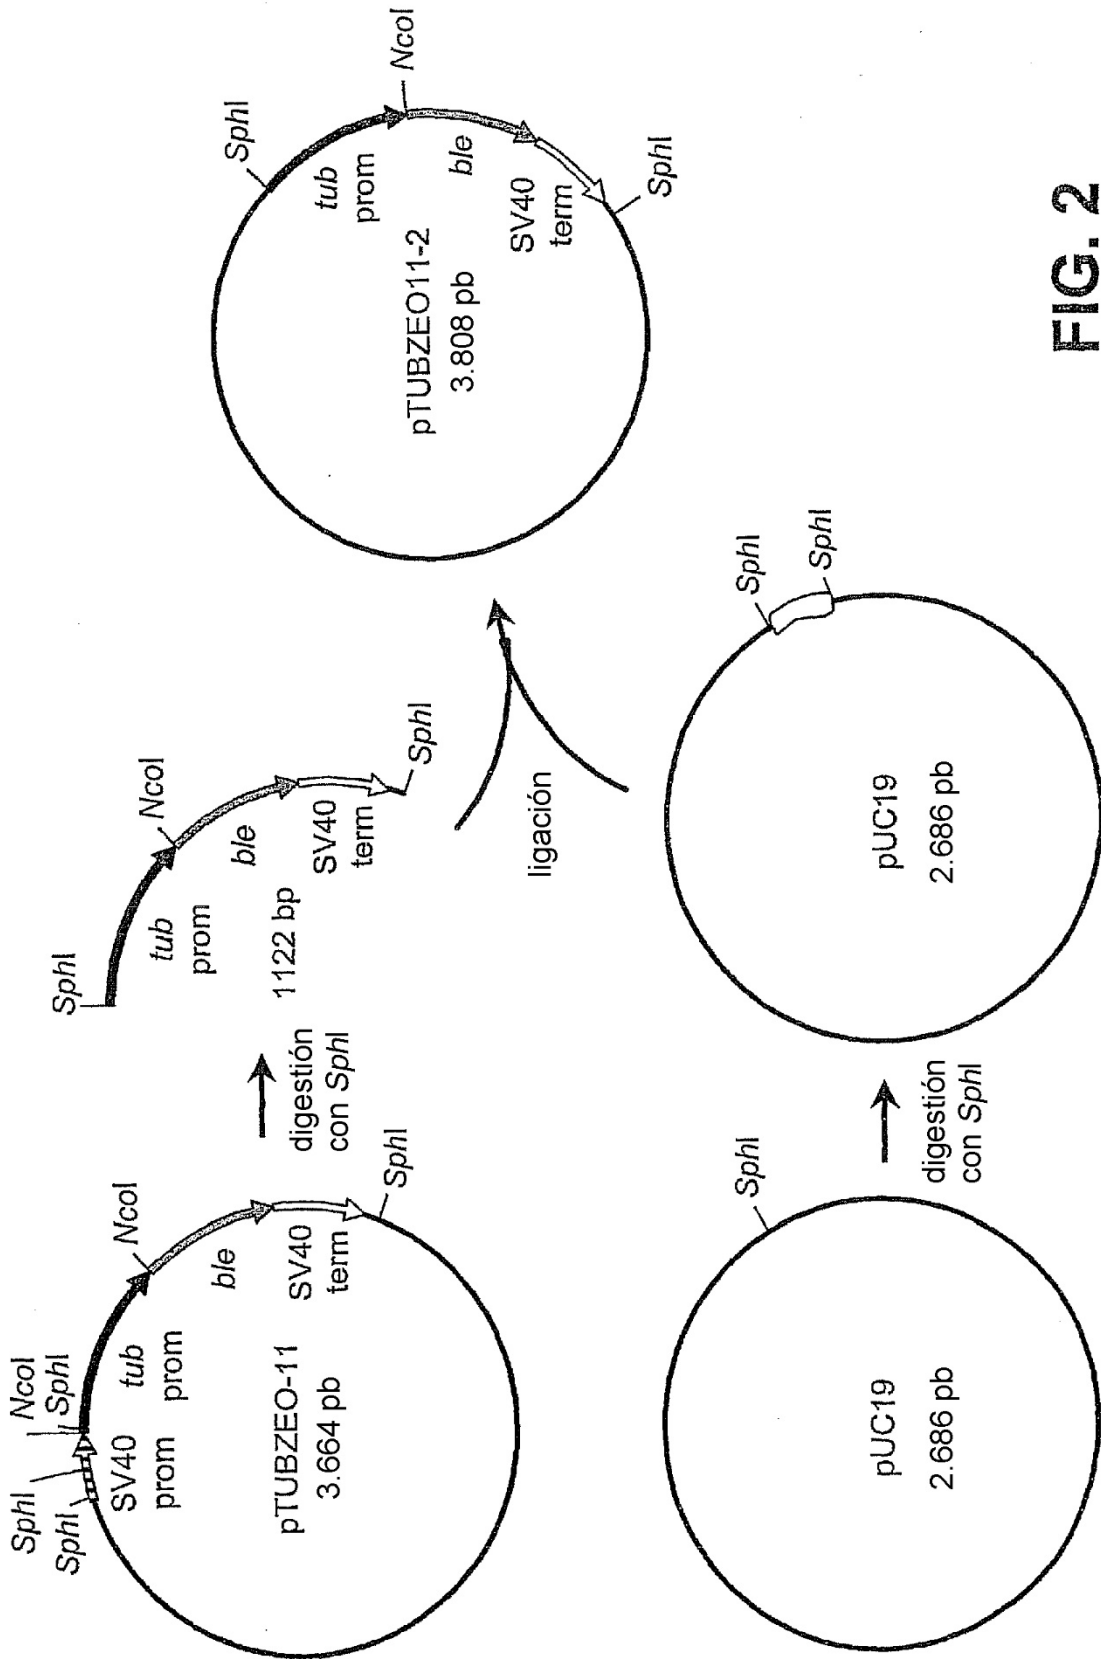 SphI
SphI
NcoI
SphI
SV40
prom
tub
prom
NcoI
ble
SV40
term
SphI
pTUBZEO-11
3.664 pb
digestión
con SphI
SphI
tub
prom
NcoI
ble
SV40
term
SphI
1122 bp
ligación
SphI
tub
prom
NcoI
ble
SV40
term
SphI
pTUBZEO11-2
3.808 pb
SphI
pUC19
2.686 pb
digestión
con SphI
SphI
SphI
pUC19
2.686 pb
FIG. 2